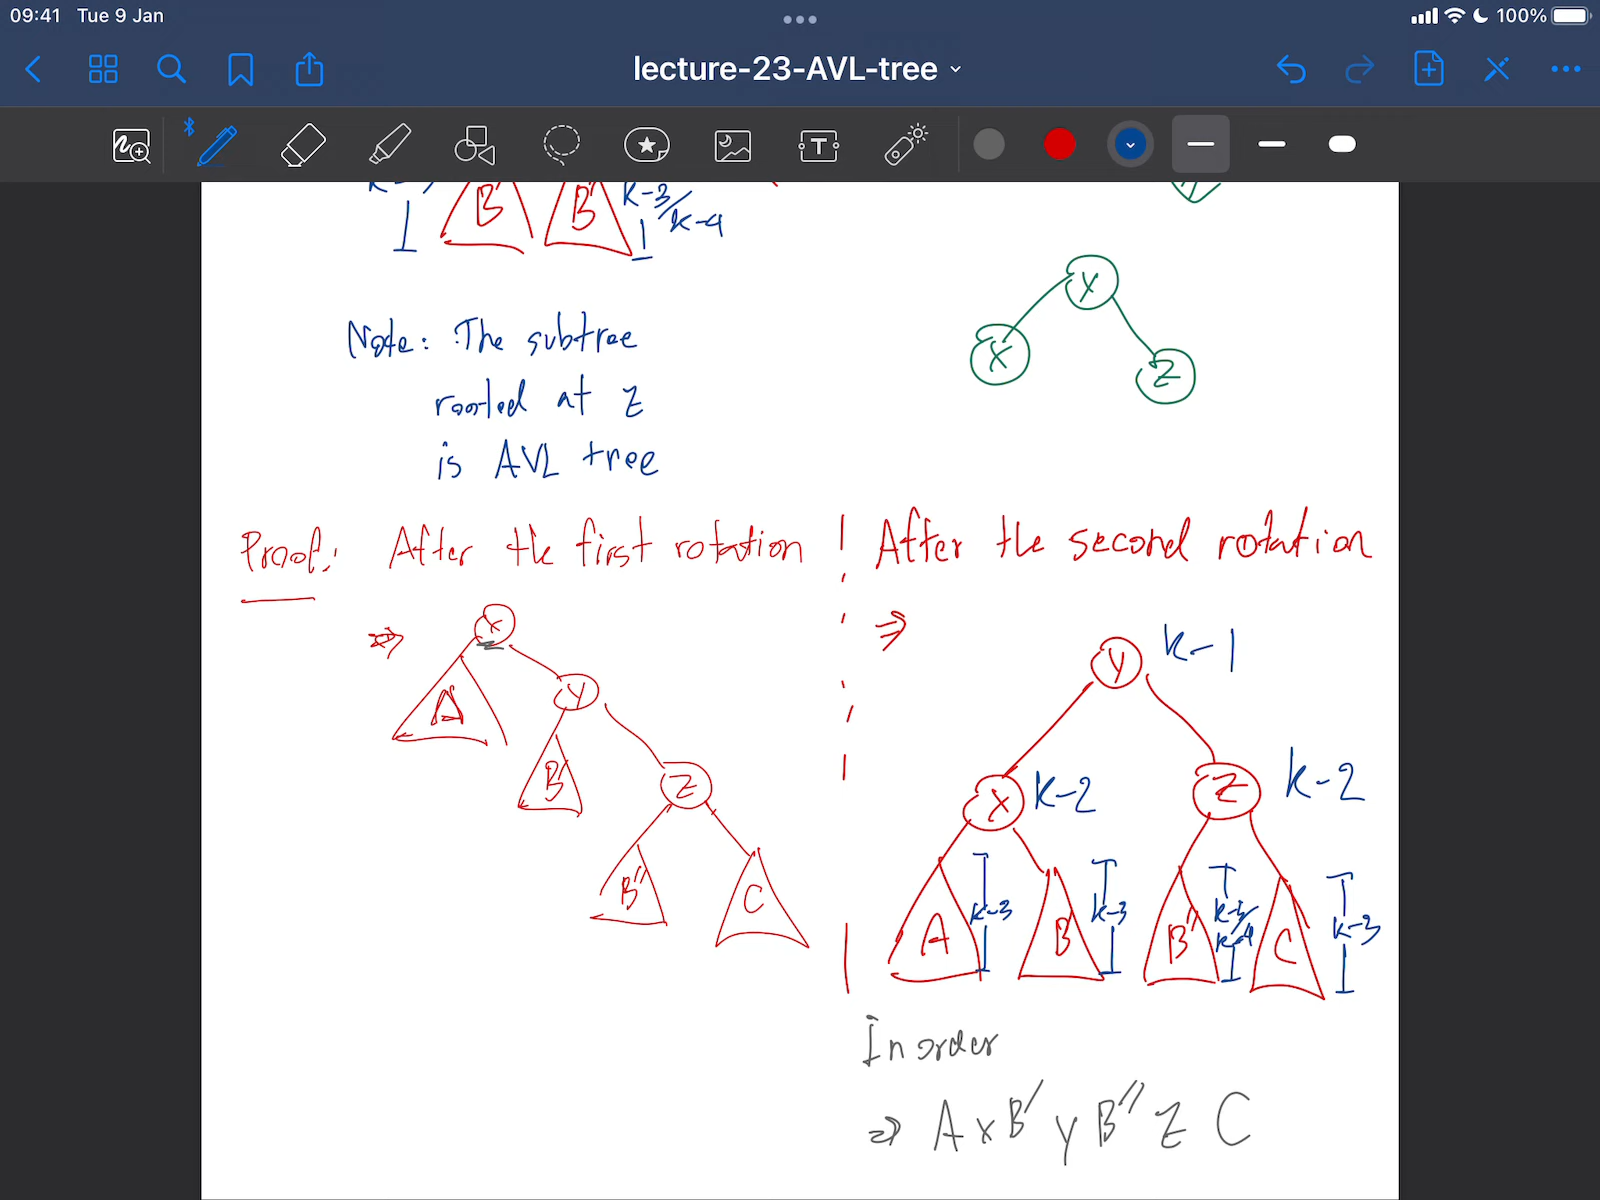 09:41 Tue 9 Jan
100%
lecture-23-AVL-tree
T
B' B'' k-3/k-4
Y
X Z
Note: The subtree
rooted at z
is AVL tree
Proof: After the first rotation
After the second rotation
⇒ X
A Y
B' Z
B'' C
⇒
Y k-1
X k-2 Z k-2
A k-3 B k-3 B'' k-3/k-4 C k-3
Inorder
⇒ A x B' y B'' z C